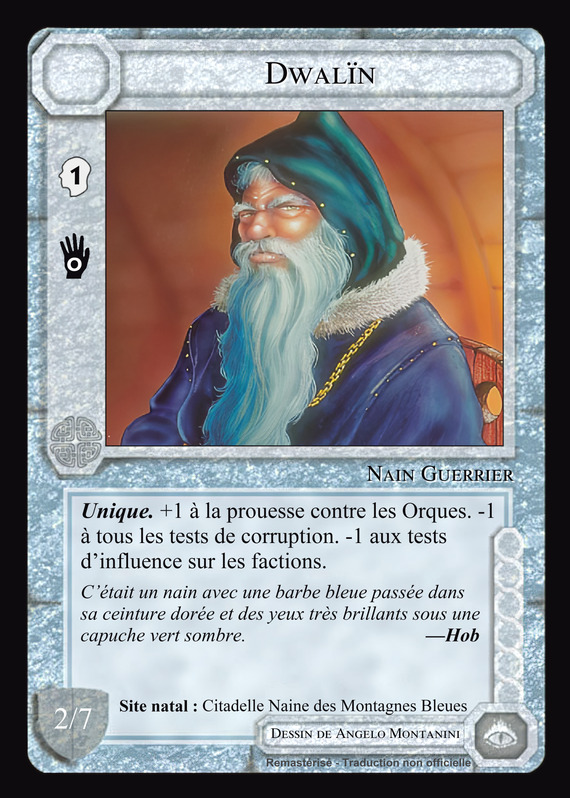 Dwalïn
1
0
Nain Guerrier
Unique. +1 à la prouesse contre les Orques. -1
à tous les tests de corruption. -1 aux tests
d’influence sur les factions.
C’était un nain avec une barbe bleue passée dans
sa ceinture dorée et des yeux très brillants sous une
capuche vert sombre. —Hob
Site natal : Citadelle Naine des Montagnes Bleues
2/7
Dessin de Angelo Montanini
Remastérisé - Traduction non officielle